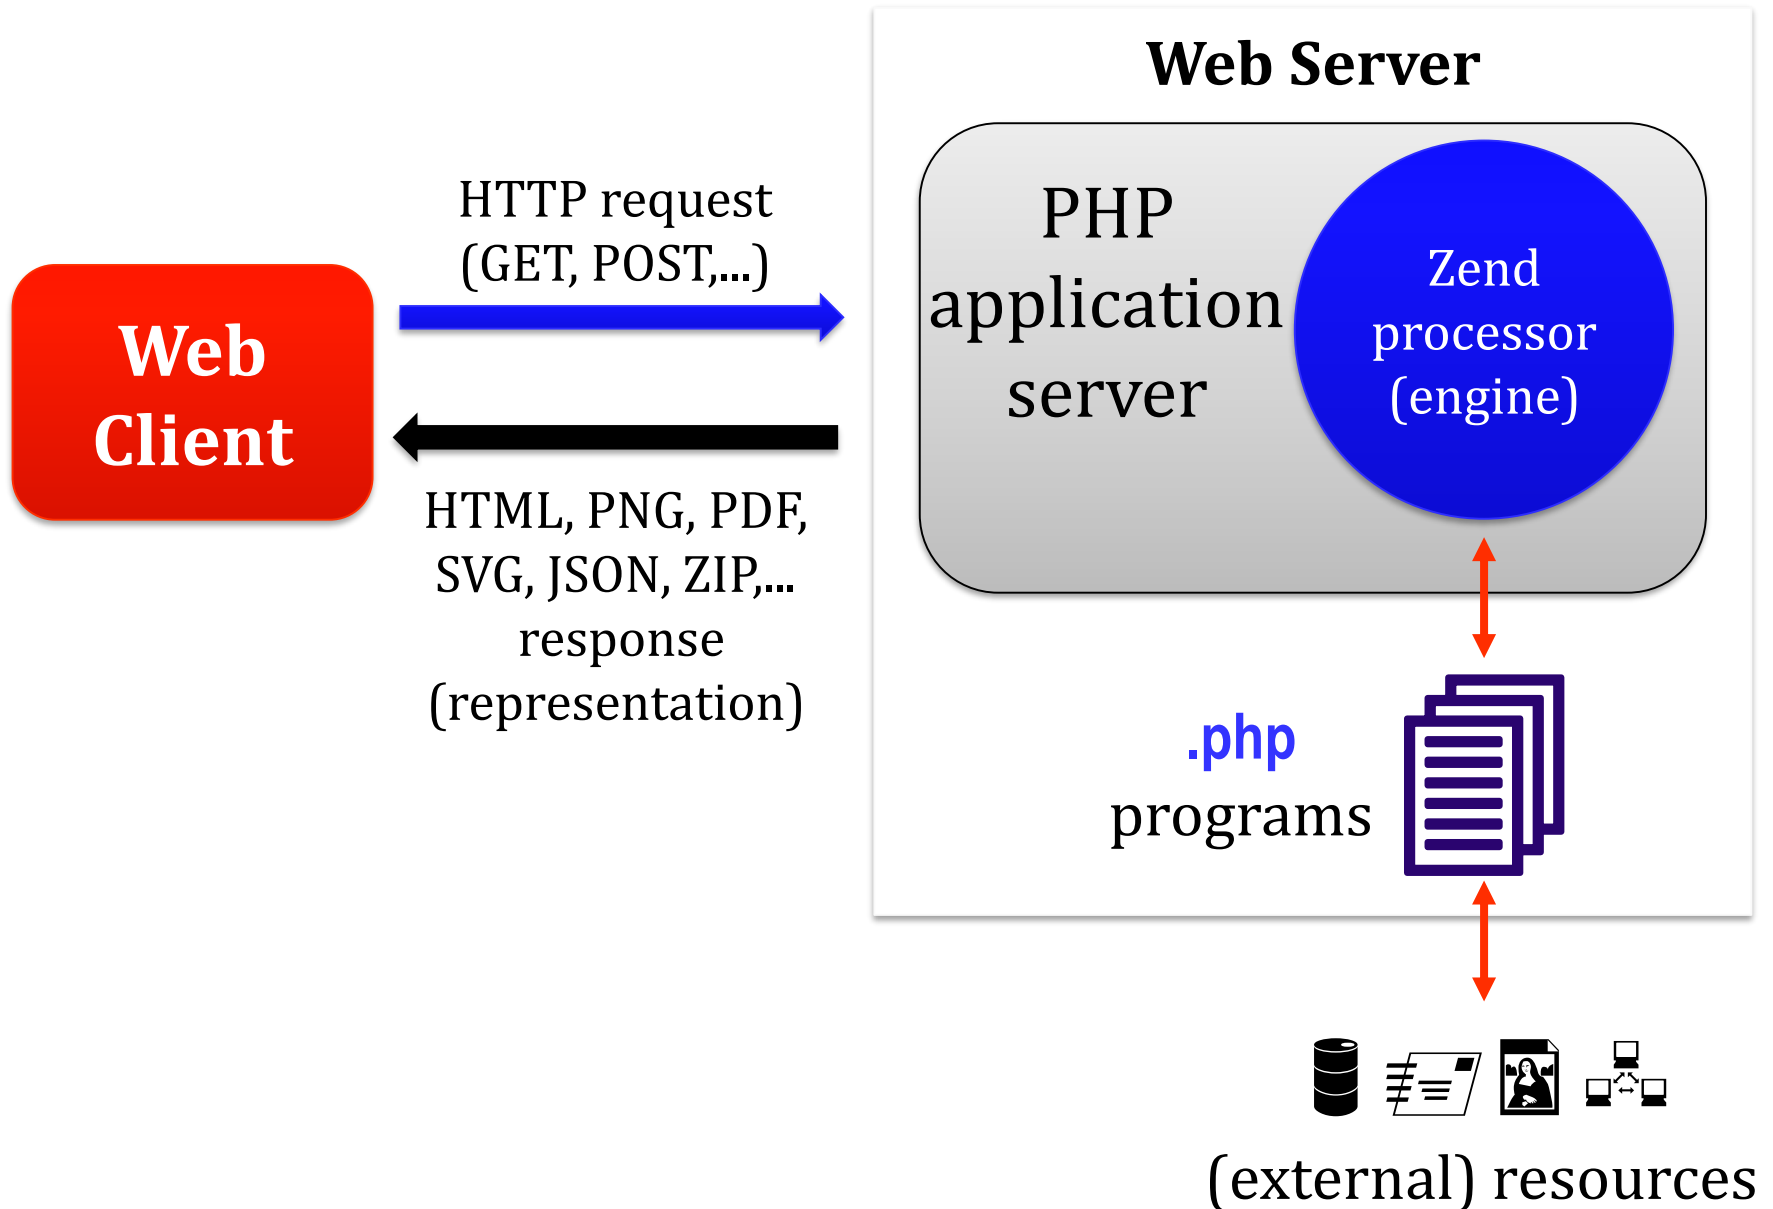 Web Server
HTTP request
(GET, POST,...)
PHP
application
server
Zend
processor
(engine)
Web
Client
HTML, PNG, PDF,
SVG, JSON, ZIP,...
response
(representation)
.php
programs
(external) resources